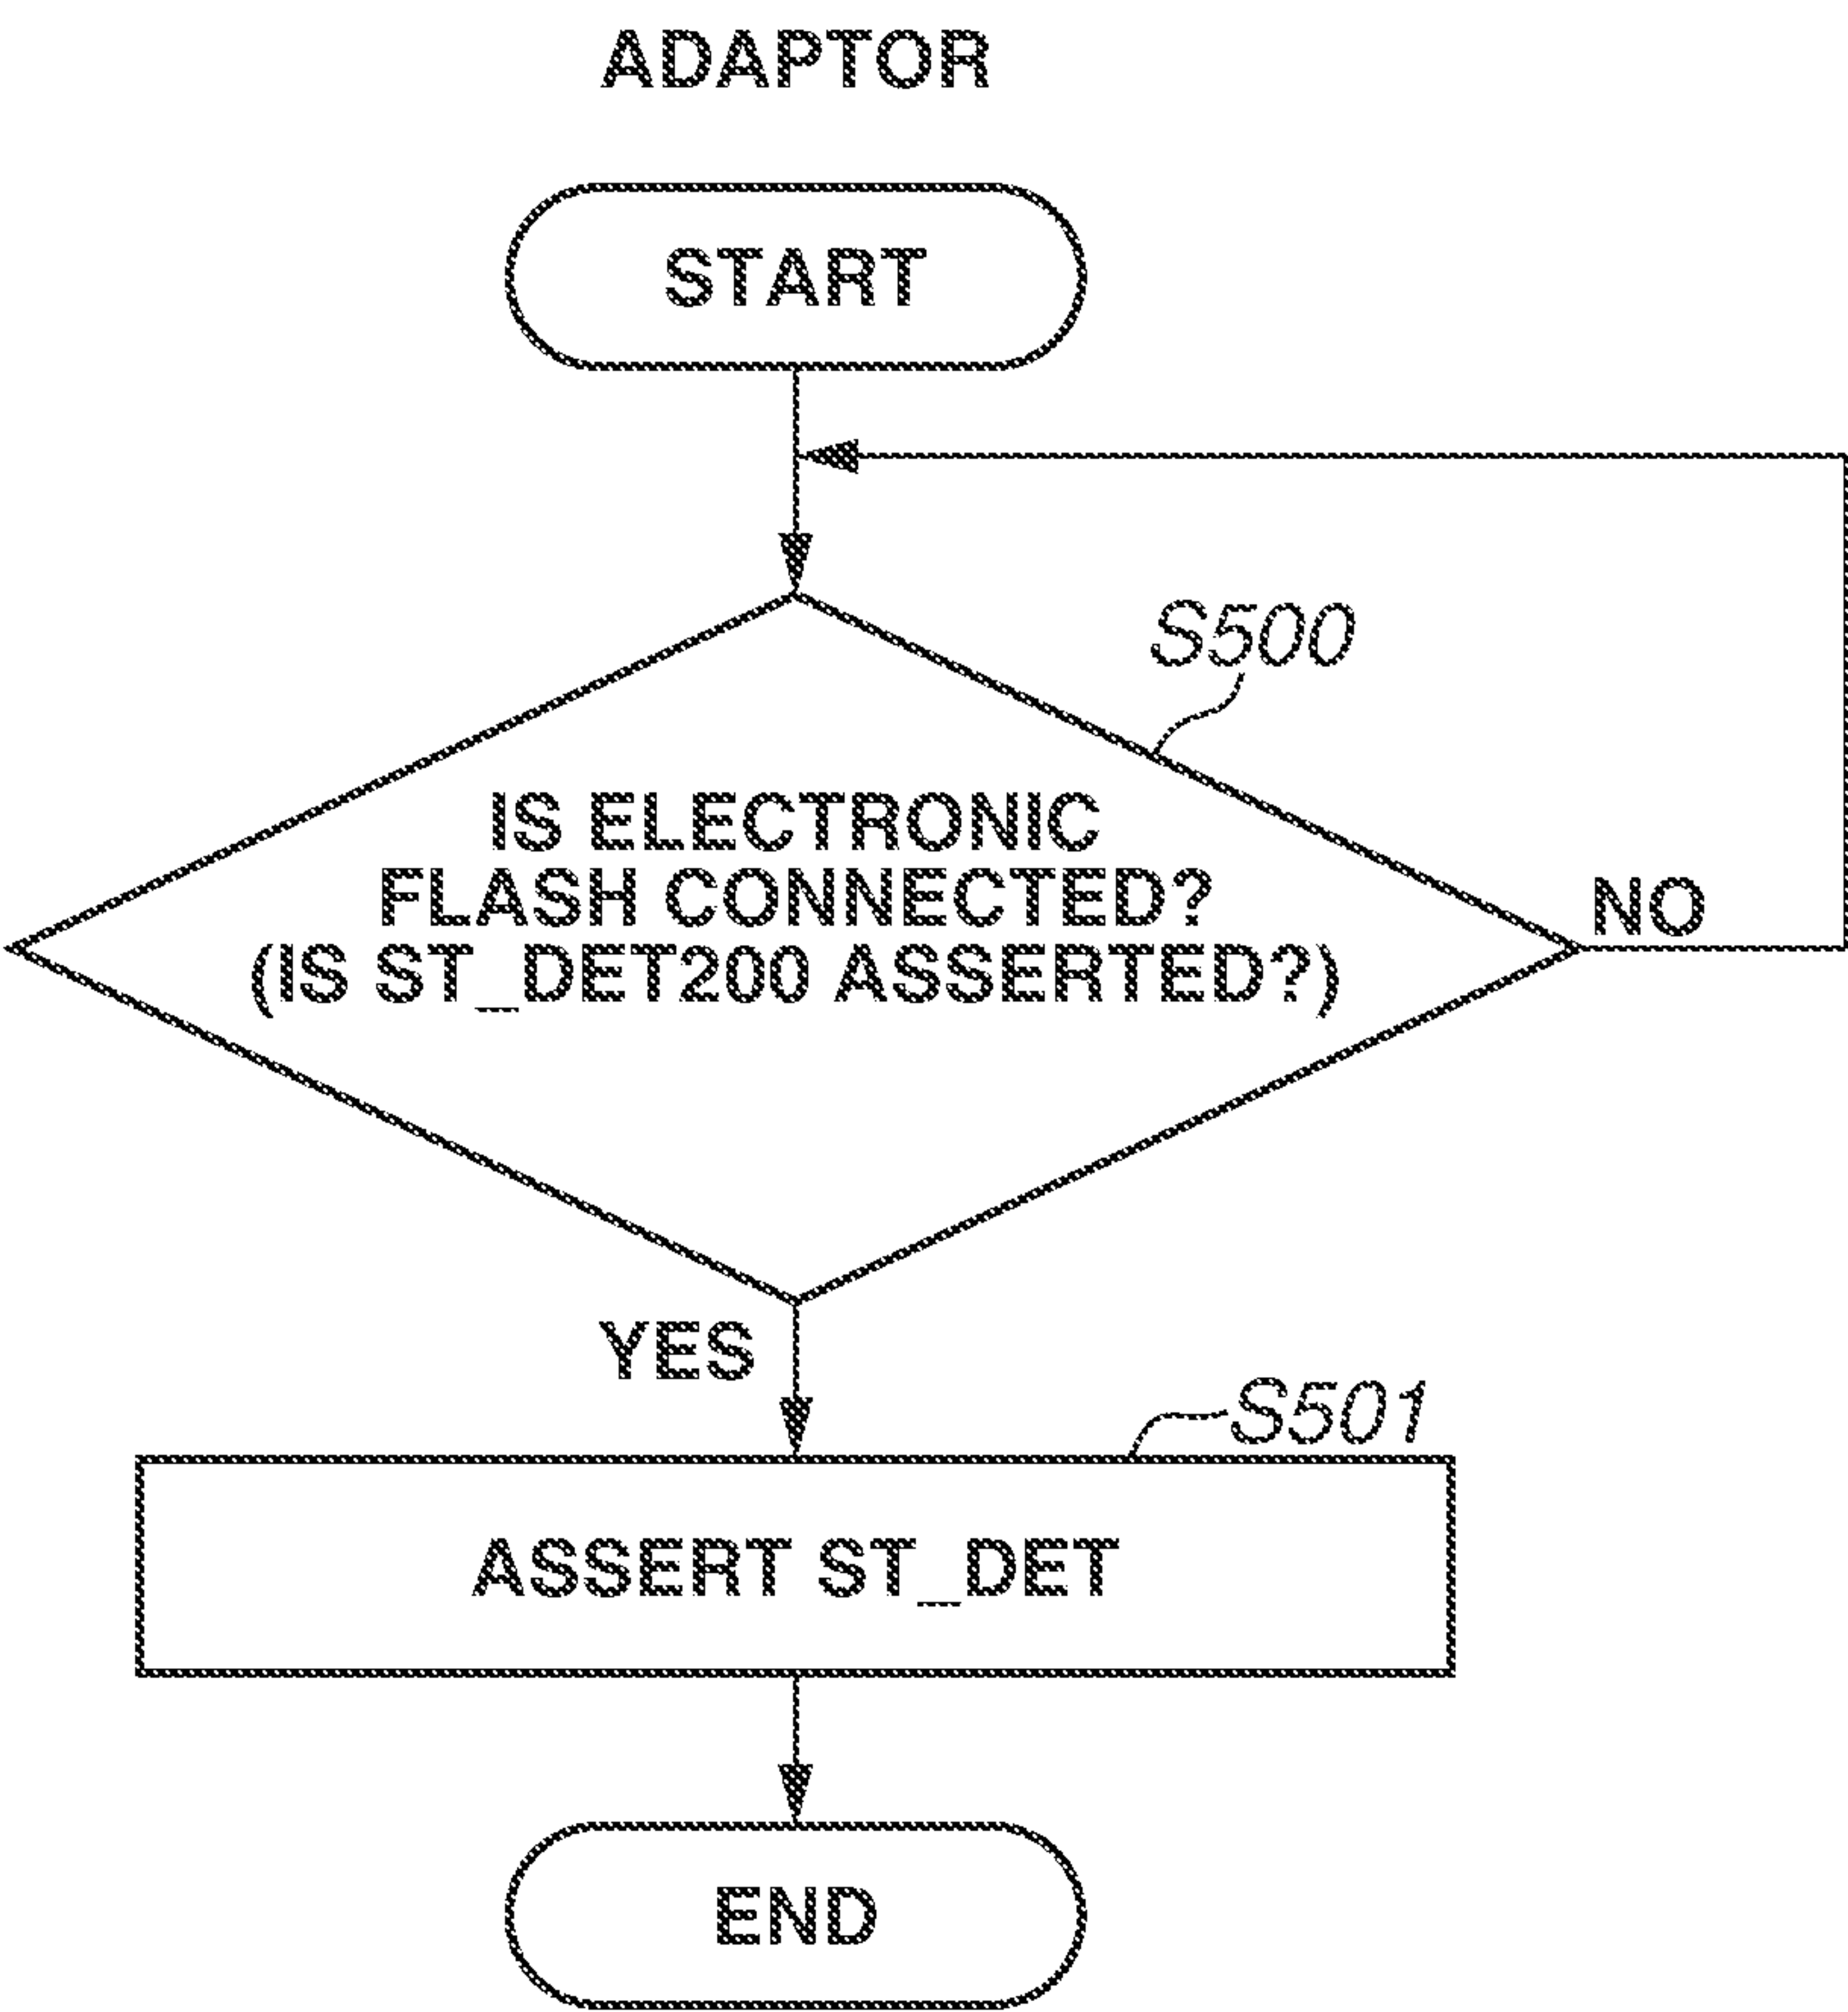 ADAPTOR
START
S500
IS ELECTRONIC
FLASH CONNECTED?
(IS ST_DET200 ASSERTED?)
NO
YES
S501
ASSERT ST_DET
END